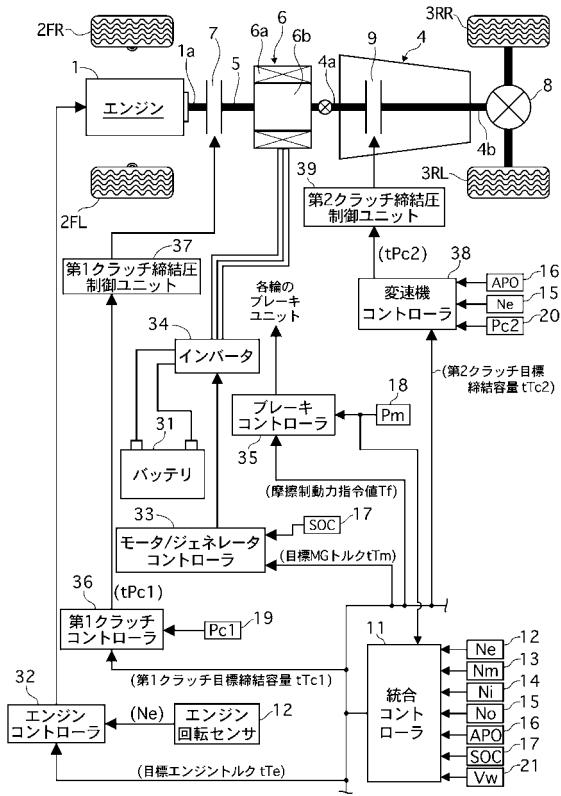 2FR
1
1a
7
5
6a
6
6b
4a
9
4
3RR
8
エンジン
4b
2FL
3RL
39
第2クラッチ締結圧
制御ユニット
37
第1クラッチ締結圧
制御ユニット
(tPc2)
38
変速機
コントローラ
APO
16
Ne
15
Pc2
20
各輪の
ブレーキ
ユニット
34
インバータ
(第2クラッチ目標
締結容量 tTc2)
18
Pm
ブレーキ
コントローラ
35
31
バッテリ
(摩擦制動力指令値Tf)
33
SOC
17
モータ/ジェネレータ
コントローラ
(目標MGトルクtTm)
(tPc1)
36
第1クラッチ
コントローラ
Pc1
19
11
統合
コント
ローラ
Ne
12
Nm
13
Ni
14
No
15
APO
16
SOC
17
Vw
21
(第1クラッチ目標締結容量 tTc1)
32
エンジン
コントローラ
(Ne)
エンジン
回転センサ
12
(目標エンジントルク tTe)